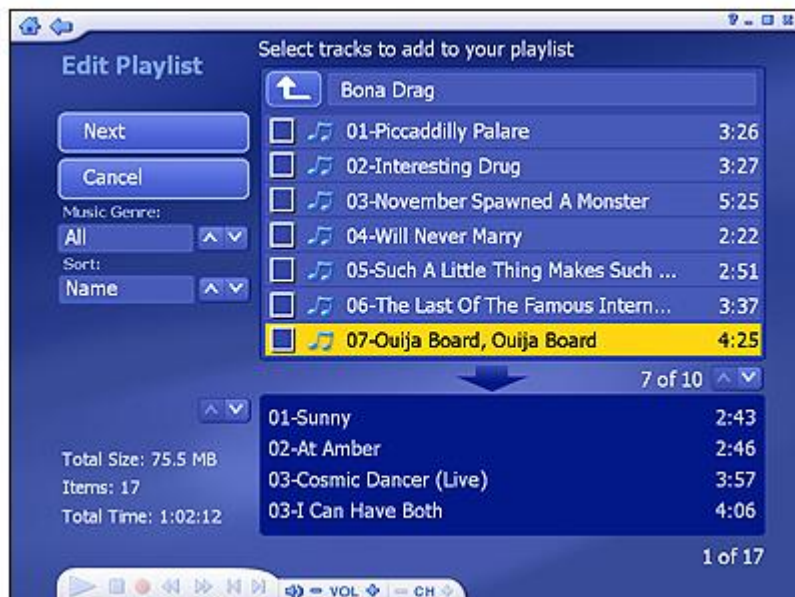 Edit Playlist
Select tracks to add to your playlist
Bona Drag
Next
Cancel
Music Genre:
All
Sort:
Name
01-Piccaddilly Palare 3:26
02-Interesting Drug 3:27
03-November Spawned A Monster 5:25
04-Will Never Marry 2:22
05-Such A Little Thing Makes Such ... 2:51
06-The Last Of The Famous Intern... 3:37
07-Ouija Board, Ouija Board 4:25
7 of 10
01-Sunny 2:43
02-At Amber 2:46
03-Cosmic Dancer (Live) 3:57
03-I Can Have Both 4:06
Total Size: 75.5 MB
Items: 17
Total Time: 1:02:12
1 of 17
VOL CH